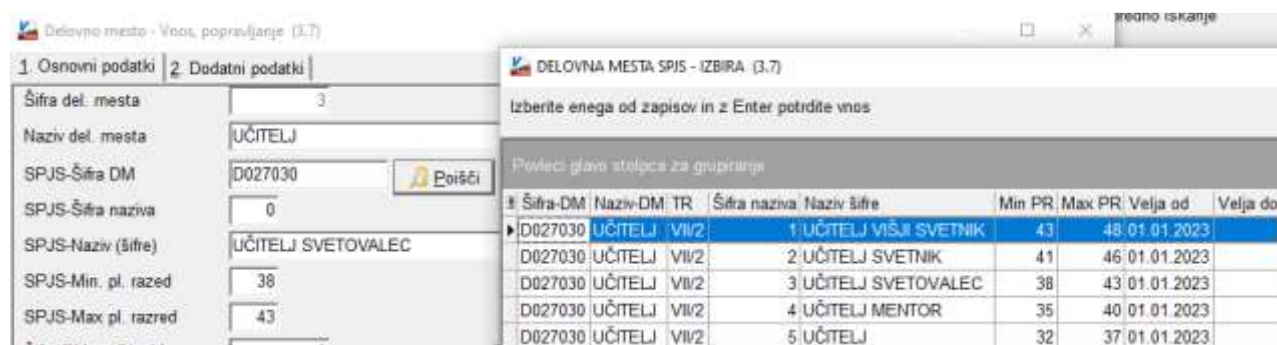 Delovno mesto - Vnos, popravljanje (3.7)
1. Osnovni podatki
2. Dodatni podatki
Šifra del. mesta 3
Naziv del. mesta UČITELJ
SPJS-Šifra DM D027030 Poišči
SPJS-Šifra naziva 0
SPJS-Naziv (šifre) UČITELJ SVETOVALEC
SPJS-Min. pl. razed 38
SPJS-Max pl. razred 43
iskanje
DELOVNA MESTA SPJS - IZBIRA (3.7)
Izberite enega od zapisov in z Enter potrdite vnos
Povleci glavo stolpca za grupiranje
Šifra-DM Naziv-DM TR Šifra naziva Naziv šifre Min PR Max PR Velja od Velja do
D027030 UČITELJ VII/2 1 UČITELJ VIŠJI SVETNIK 43 48 01.01.2023
D027030 UČITELJ VII/2 2 UČITELJ SVETNIK 41 46 01.01.2023
D027030 UČITELJ VII/2 3 UČITELJ SVETOVALEC 38 43 01.01.2023
D027030 UČITELJ VII/2 4 UČITELJ MENTOR 35 40 01.01.2023
D027030 UČITELJ VII/2 5 UČITELJ 32 37 01.01.2023